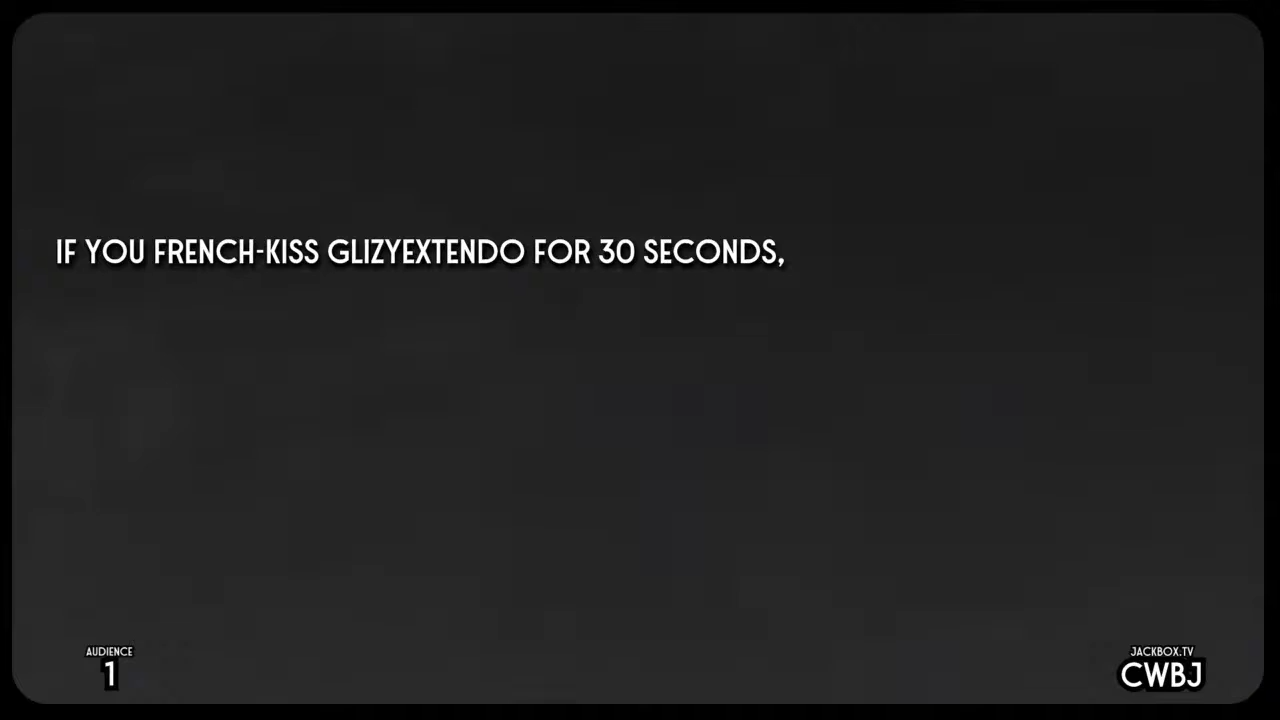 IF YOU FRENCH-KISS GLIZYEXTENDO FOR 30 SECONDS,
AUDIENCE
1
JACKBOX.TV
CWBJ